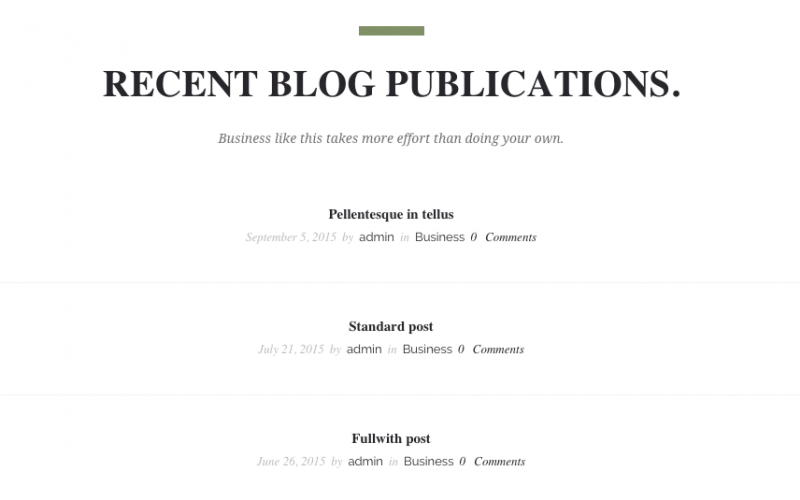 RECENT BLOG PUBLICATIONS.
Business like this takes more effort than doing your own.
Pellentesque in tellus
September 5, 2015 by admin in Business 0 Comments
Standard post
July 21, 2015 by admin in Business 0 Comments
Fullwith post
June 26, 2015 by admin in Business 0 Comments